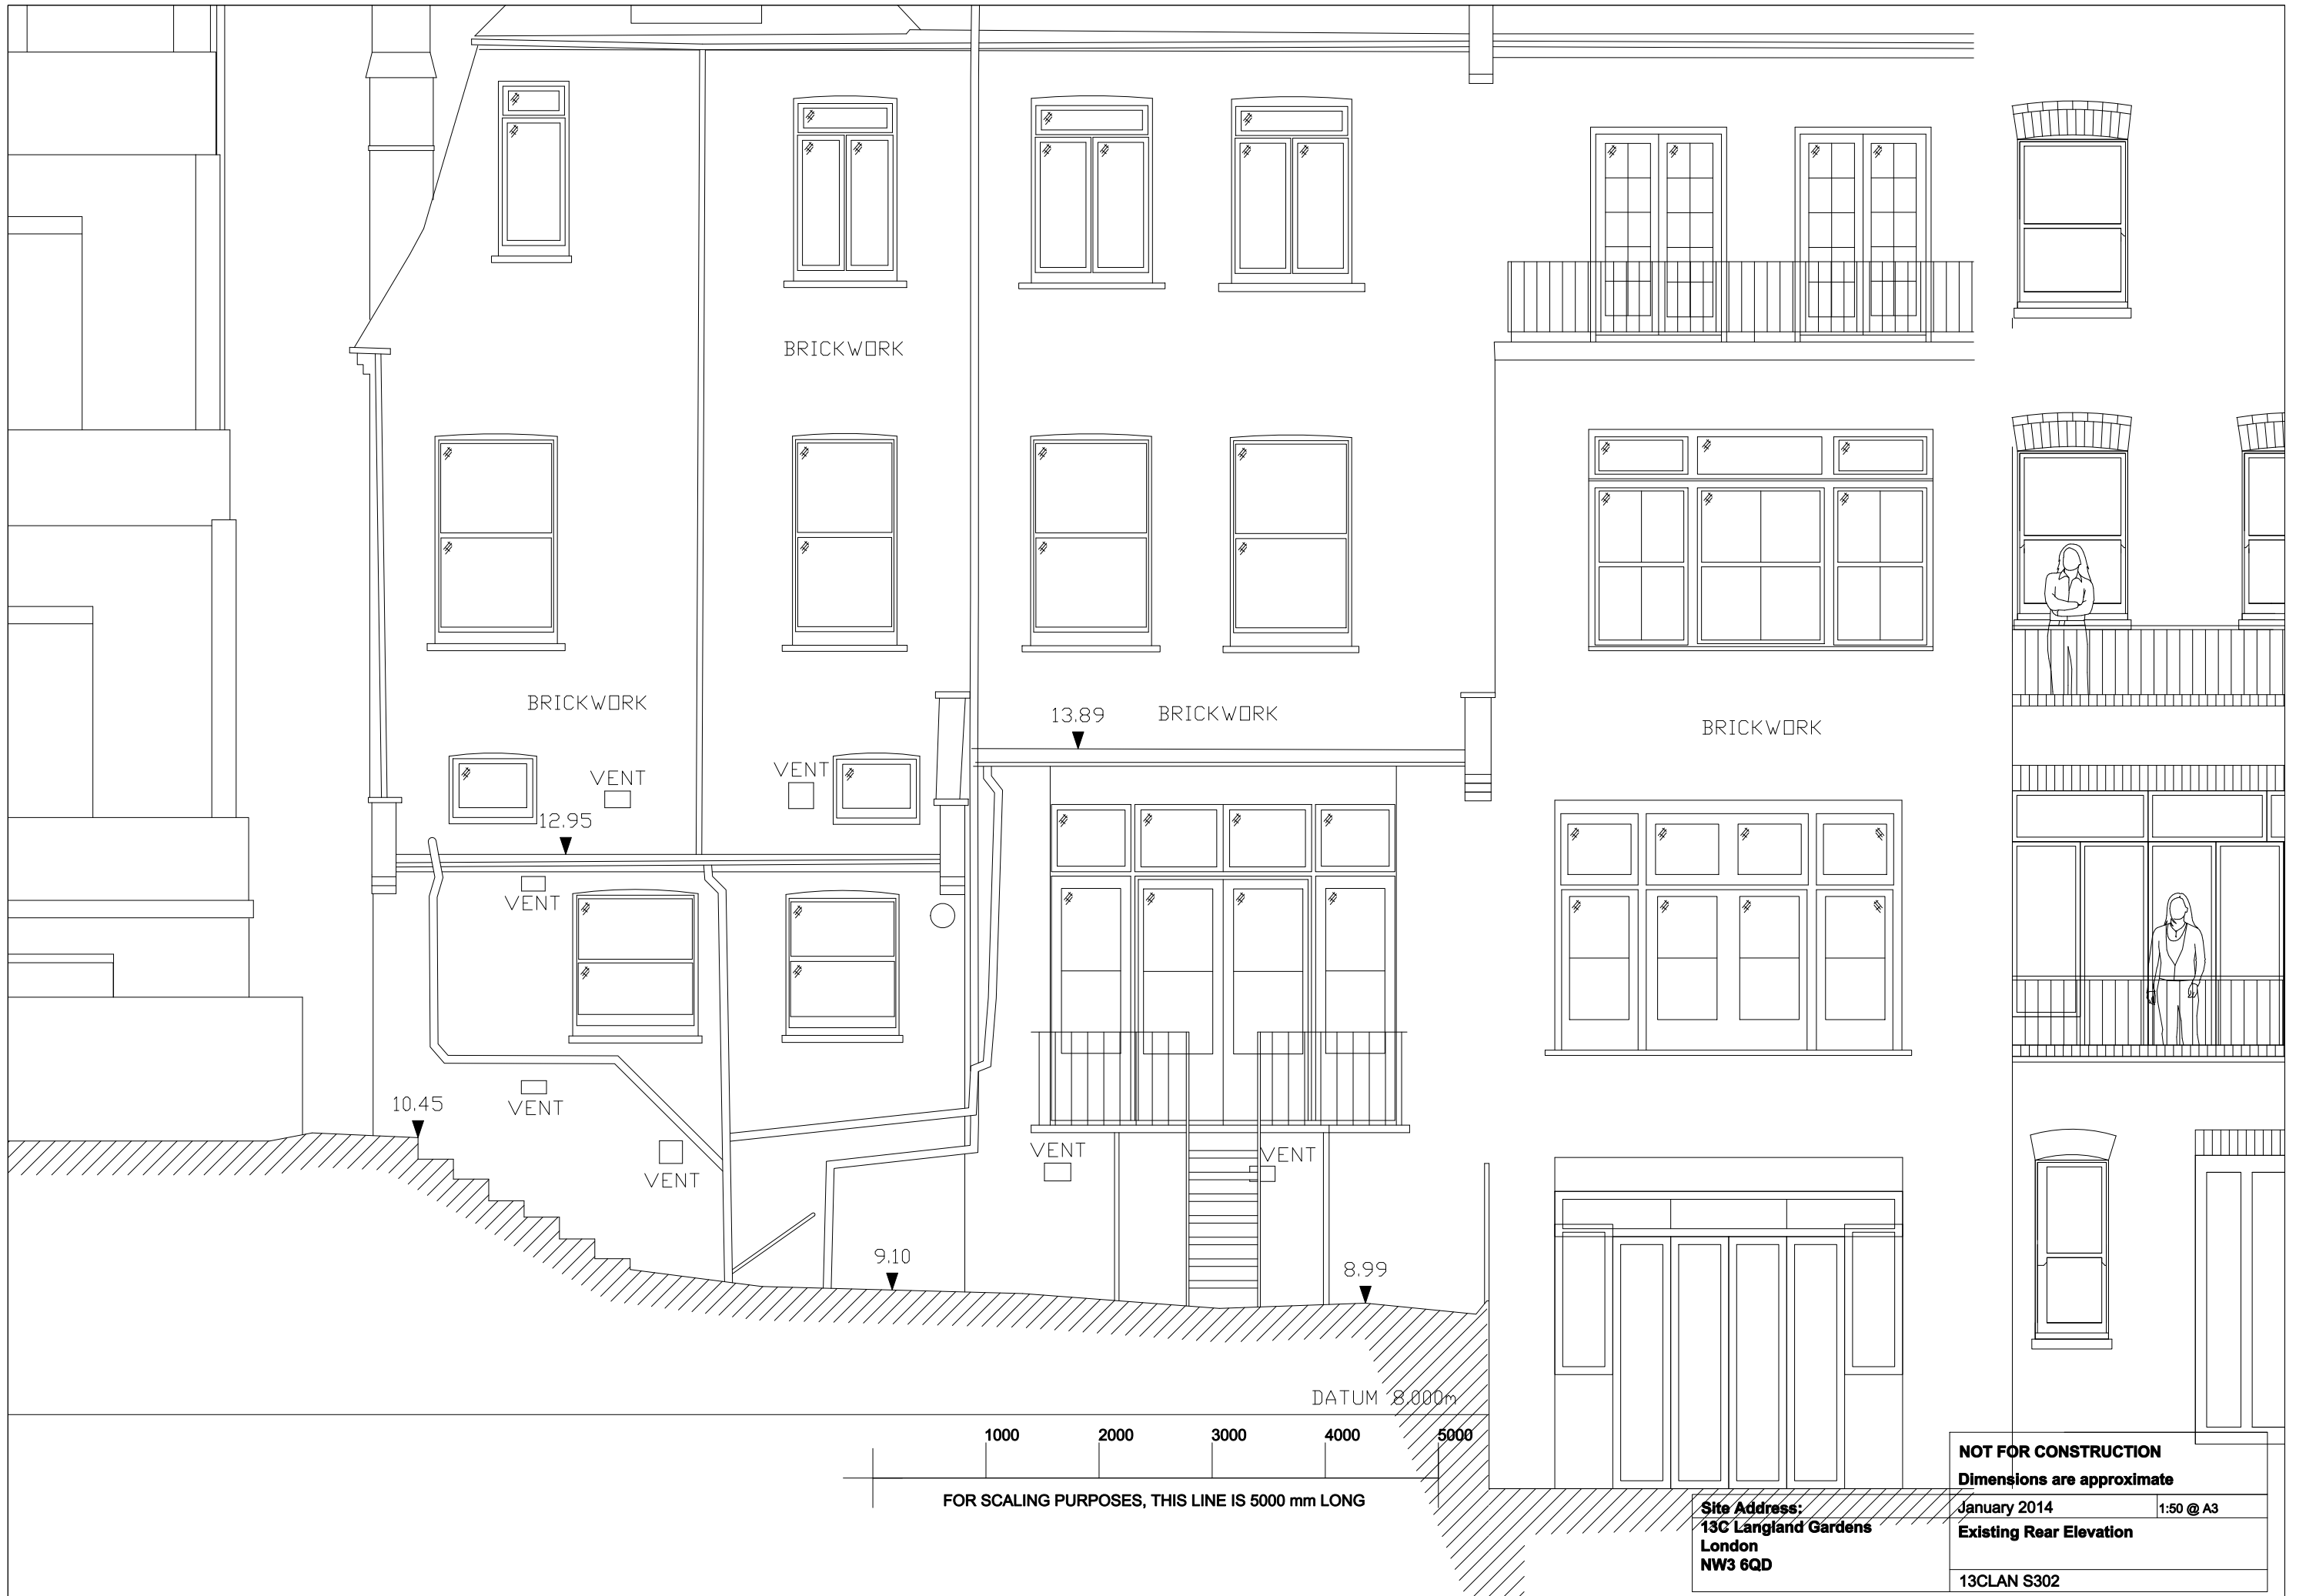 BRICKWORK
BRICKWORK
13.89
BRICKWORK
BRICKWORK
VENT
VENT
12.95
VENT
10.45
VENT
VENT
VENT
VENT
9.10
8.99
DATUM 8.000m
1000 2000 3000 4000 5000
FOR SCALING PURPOSES, THIS LINE IS 5000 mm LONG
NOT FOR CONSTRUCTION
Dimensions are approximate
January 2014 1:50 @ A3
Existing Rear Elevation
13CLAN S302
Site Address:
13C Langland Gardens
London
NW3 6QD